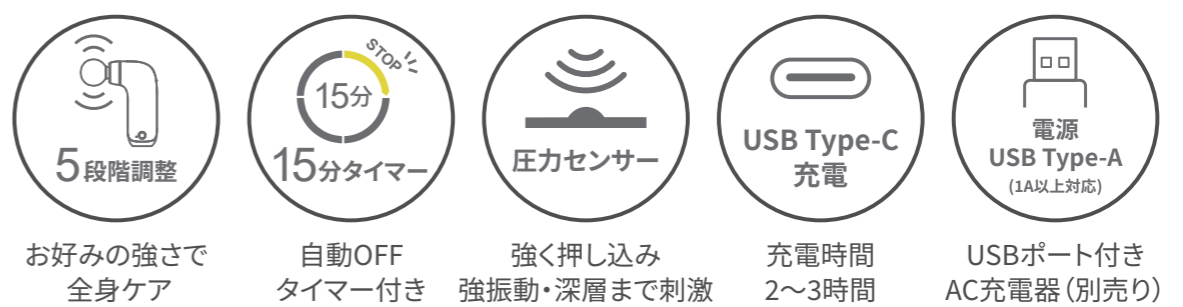 5段階調整
お好みの強さで
全身ケア
STOP
15分
15分タイマー
自動OFF
タイマー付き
圧力センサー
強く押し込み
強振動・深層まで刺激
USB Type-C
充電
充電時間
2〜3時間
電源
USB Type-A
(1A以上対応)
USBポート付き
AC充電器（別売り）